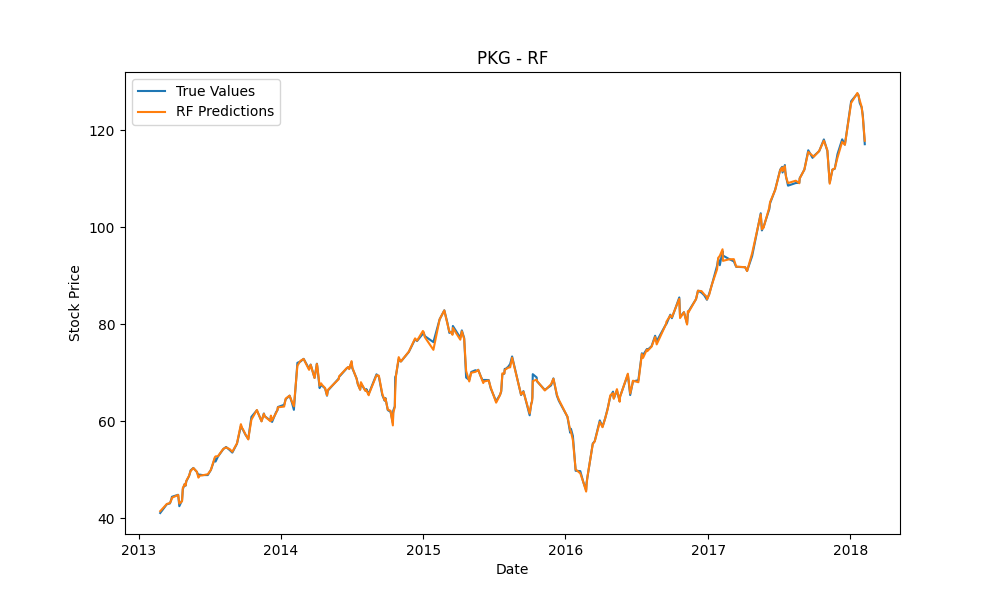 PKG - RF
True Values
RF Predictions
120
100
80
60
40
Stock Price
2013 2014 2015 2016 2017 2018
Date